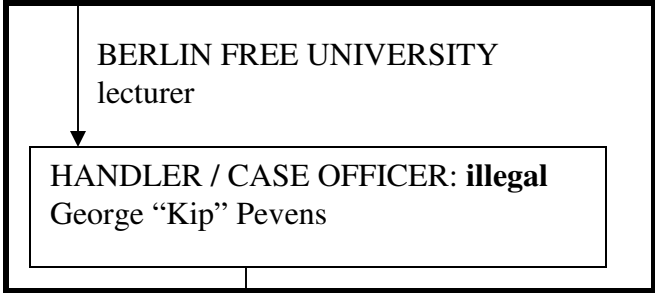 BERLIN FREE UNIVERSITY
lecturer
HANDLER / CASE OFFICER: illegal
George “Kip” Pevens